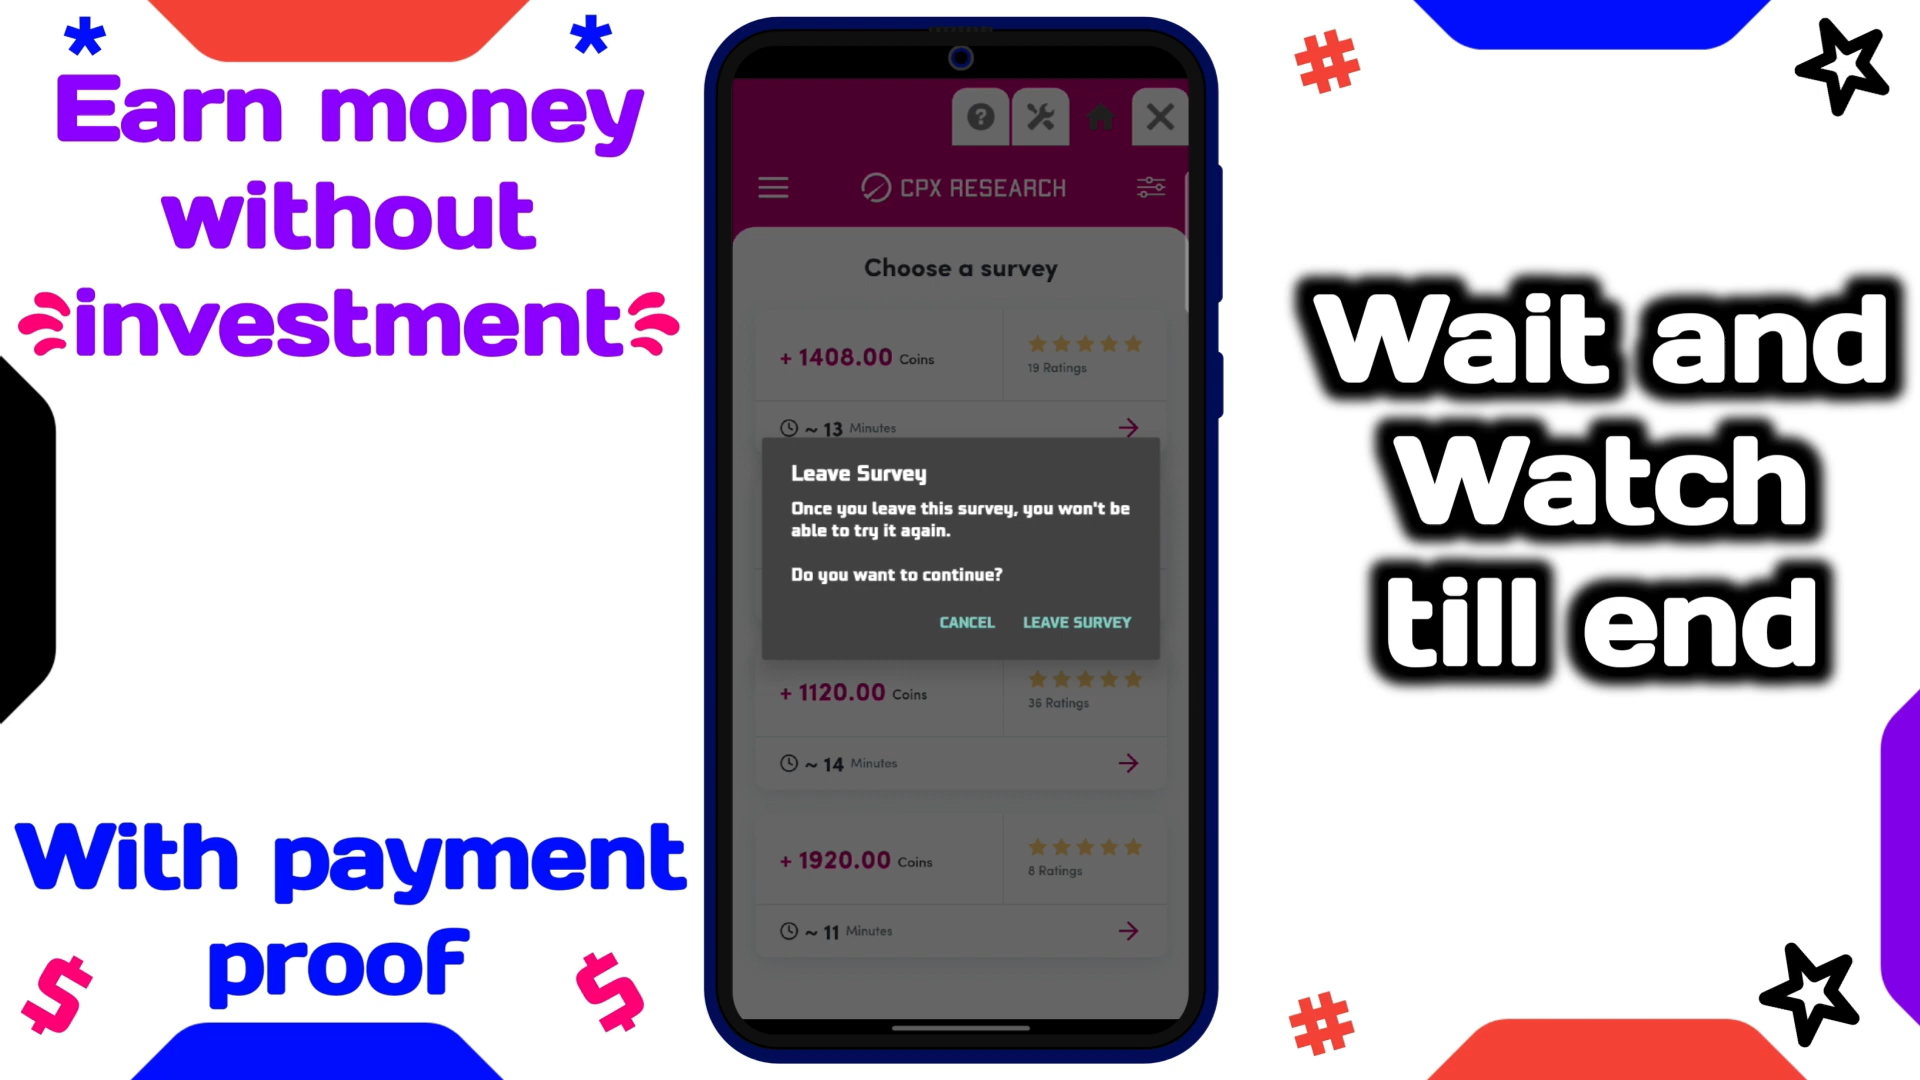 Earn money
without
investment
With payment
proof
CPX RESEARCH
Choose a survey
+ 1408.00 Coins
19 Ratings
~ 13 Minutes
Leave Survey
Once you leave this survey, you won't be
able to try it again.
Do you want to continue?
CANCEL LEAVE SURVEY
+ 1120.00 Coins
36 Ratings
~ 14 Minutes
+ 1920.00 Coins
8 Ratings
~ 11 Minutes
Wait and
Watch
till end